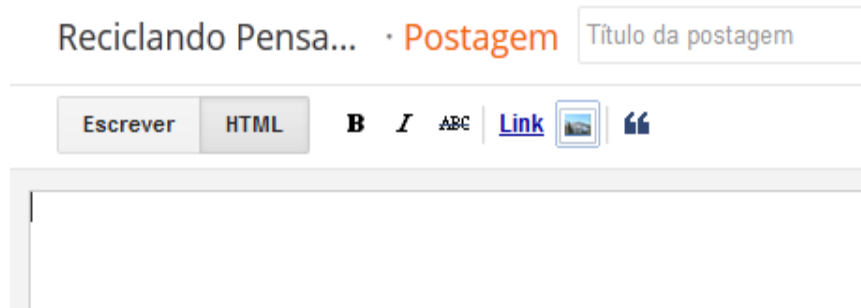 Reciclando Pensa... · Postagem Título da postagem
Escrever HTML B I ABC Link “